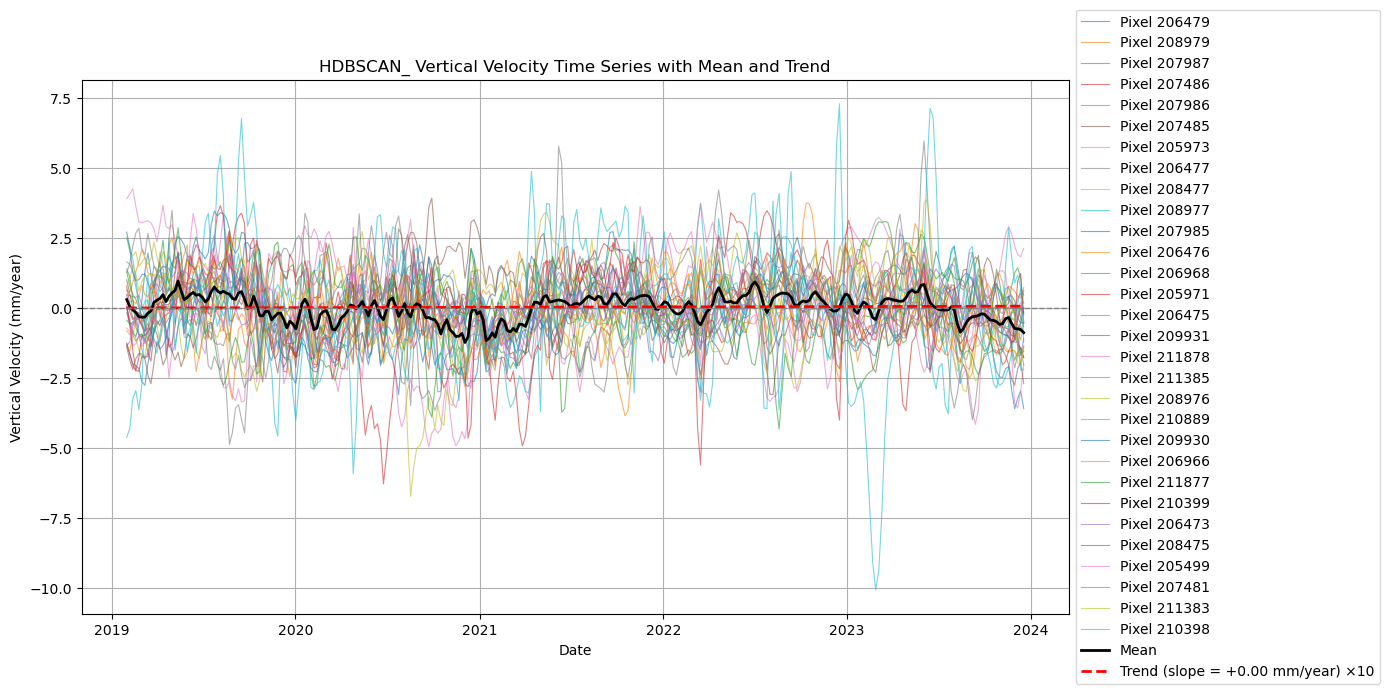 HDBSCAN_ Vertical Velocity Time Series with Mean and Trend
Vertical Velocity (mm/year)
7.5
5.0
2.5
0.0
−2.5
−5.0
−7.5
−10.0
2019
2020
2021
2022
2023
2024
Date
Pixel 206479
Pixel 208979
Pixel 207987
Pixel 207486
Pixel 207986
Pixel 207485
Pixel 205973
Pixel 206477
Pixel 208477
Pixel 208977
Pixel 207985
Pixel 206476
Pixel 206968
Pixel 205971
Pixel 206475
Pixel 209931
Pixel 211878
Pixel 211385
Pixel 208976
Pixel 210889
Pixel 209930
Pixel 206966
Pixel 211877
Pixel 210399
Pixel 206473
Pixel 208475
Pixel 205499
Pixel 207481
Pixel 211383
Pixel 210398
Mean
Trend (slope = +0.00 mm/year) ×10